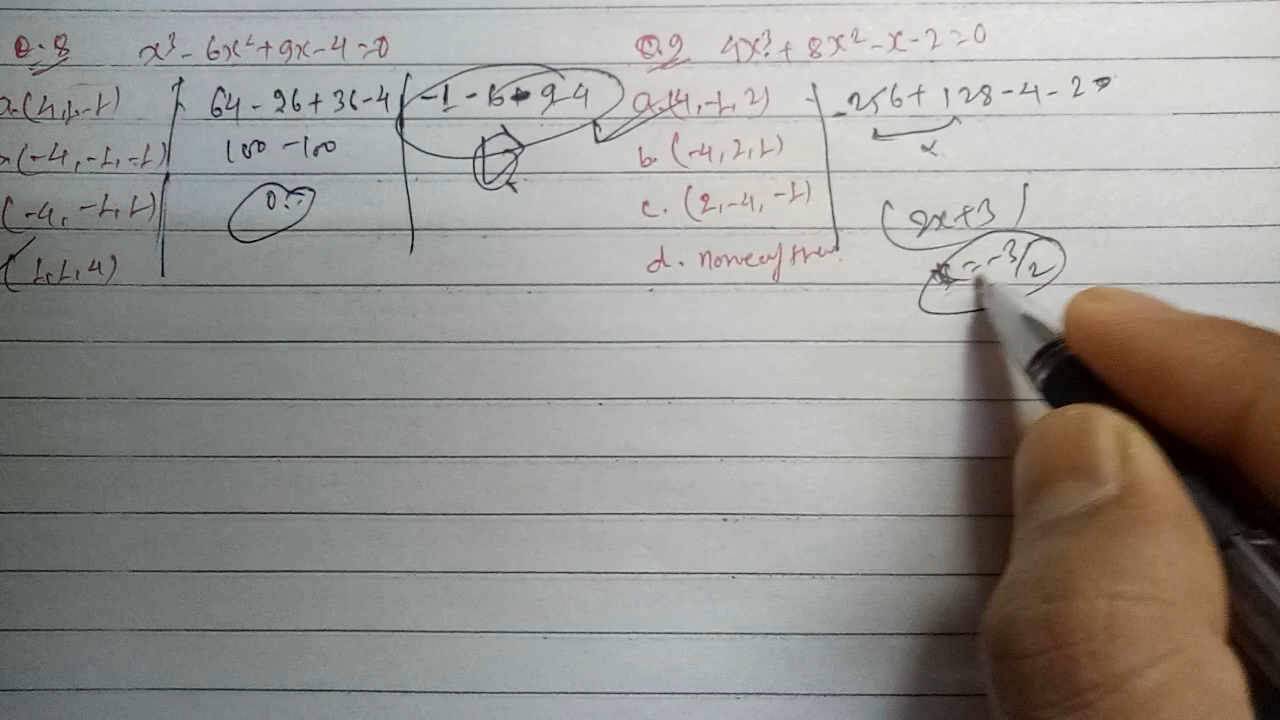 Q.8 x³ - 6x² + 9x - 4 = 0
a. (4, 1, -1)
(-4, -1, -1)
(-4, -1, 1)
(1, 1, 4)
64 - 96 + 36 - 4
100 - 100
0
-1 - 6 - 9 - 4
Q.9 4x³ + 8x² - x - 2 = 0
a. (4, -1, 2)
b. (-4, 2, 1)
c. (2, -4, -1)
d. none of these
-256 + 128 - 4 - 2
x
(2x+3)
= -3/2